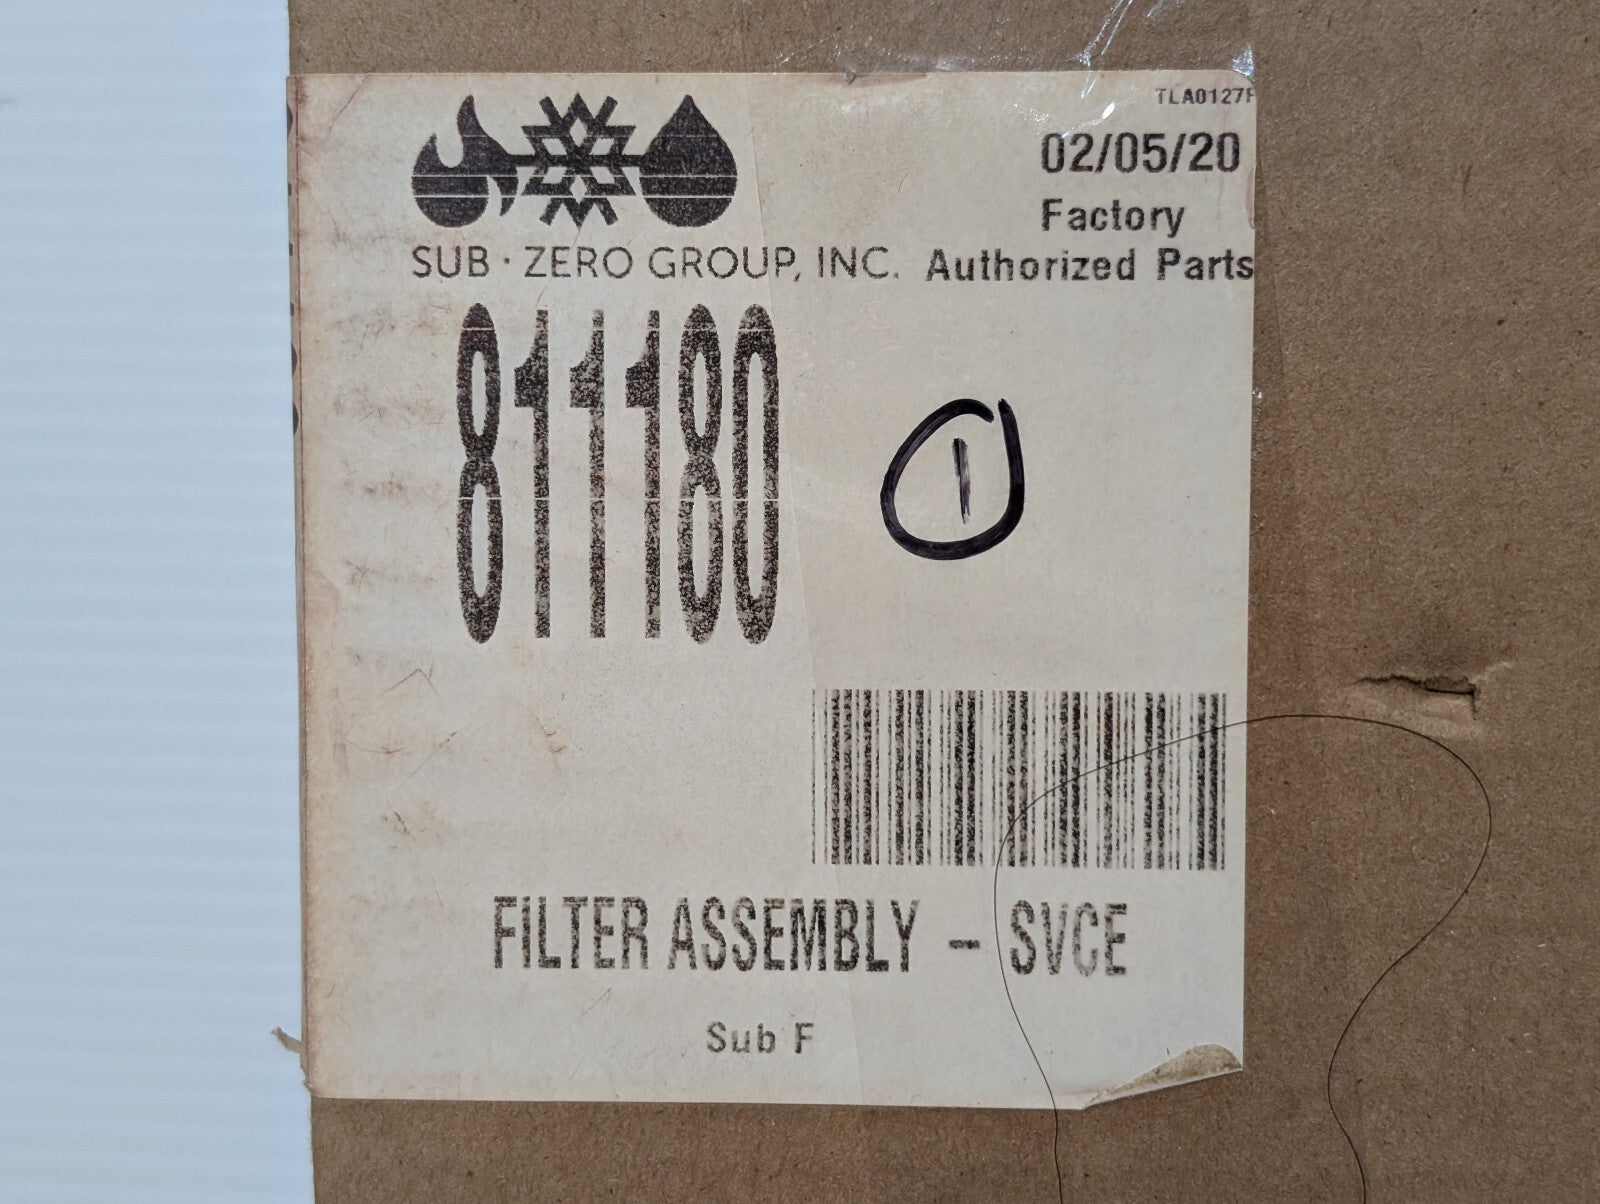 TLA0127F
02/05/20
Factory
SUB · ZERO GROUP, INC. Authorized Parts
811180
1
FILTER ASSEMBLY - SVCE
Sub F